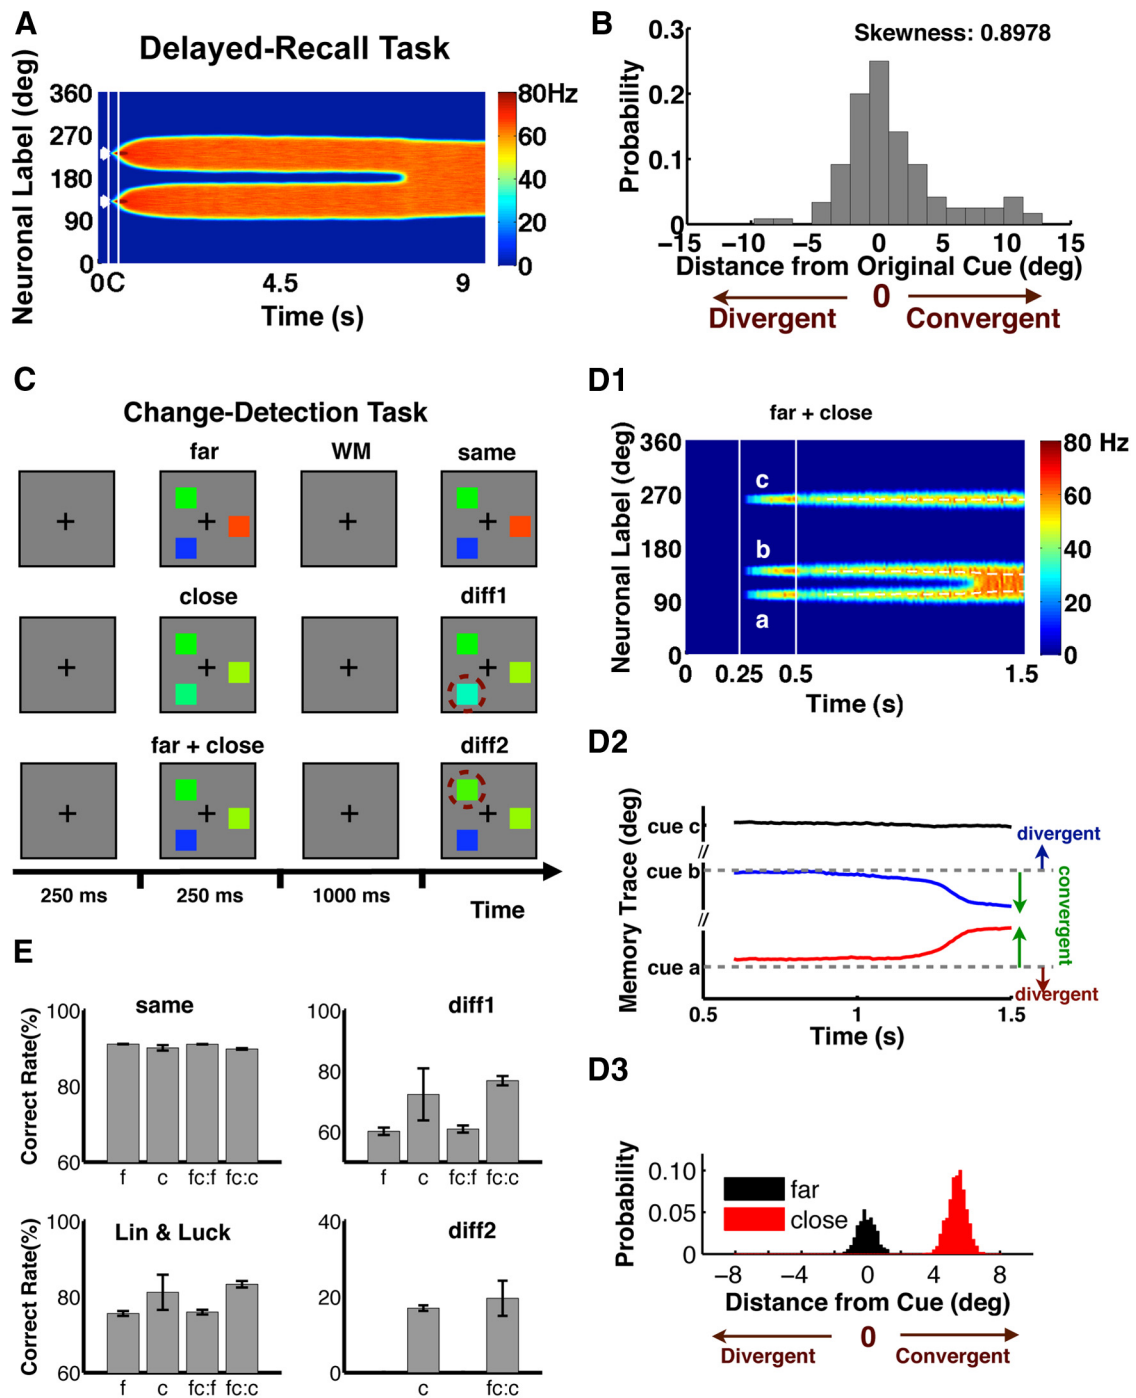 A
Delayed-Recall Task
Neuronal Label (deg)
360
270
180
90
0
0C
4.5
9
Time (s)
80Hz
60
40
20
0
B
Skewness: 0.8978
Probability
0.3
0.2
0.1
0
−15 −10 −5 0 5 10 15
Distance from Original Cue (deg)
0
Divergent Convergent
C
Change-Detection Task
far WM same
close diff1
far + close diff2
250 ms 250 ms 1000 ms
Time
D1
far + close
Neuronal Label (deg)
360
270
180
90
0
c
b
a
0 0.25 0.5 1.5
Time (s)
80 Hz
60
40
20
0
D2
Memory Trace (deg)
cue c
//
cue b
//
cue a
divergent
convergent
divergent
0.5 1 1.5
Time (s)
D3
Probability
0.10
0.05
0
far
close
−8 −4 0 4 8
Distance from Cue (deg)
0
Divergent Convergent
E
same
Correct Rate(%)
100
80
60
f c fc:f fc:c
diff1
100
80
60
f c fc:f fc:c
Lin & Luck
Correct Rate(%)
100
80
60
f c fc:f fc:c
diff2
40
20
0
c fc:c